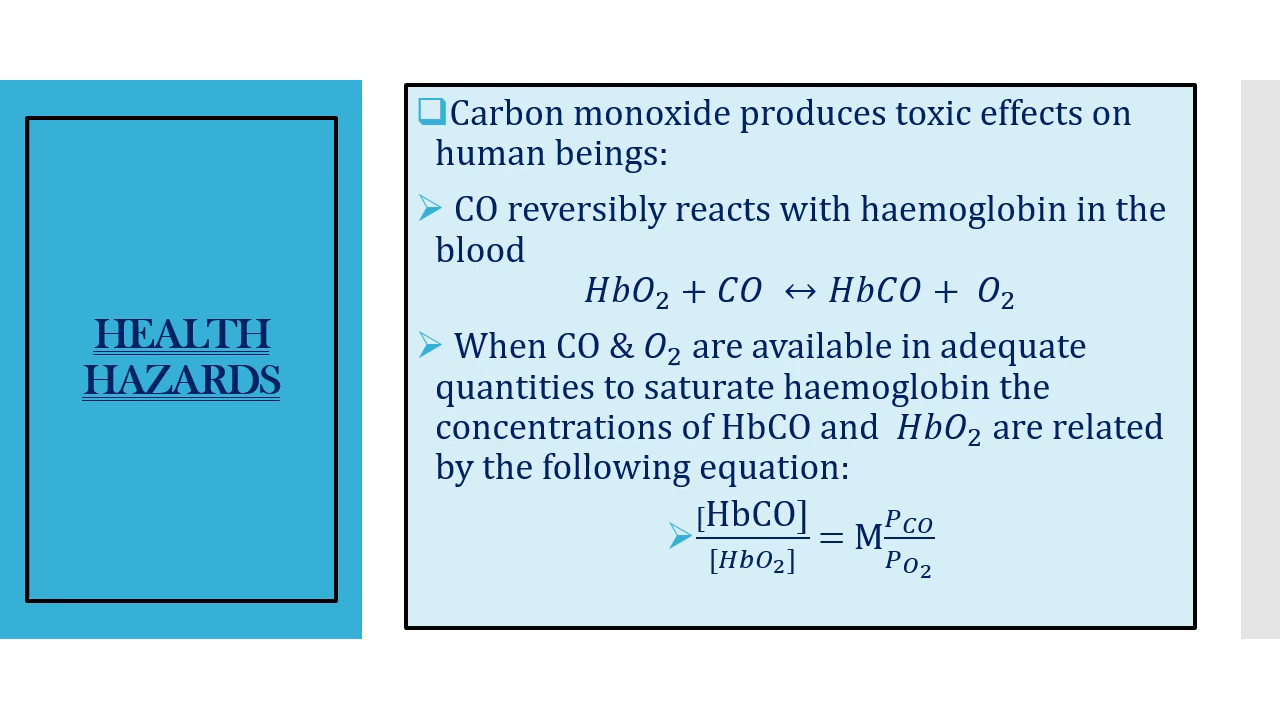 HEALTH
HAZARDS
❑Carbon monoxide produces toxic effects on
human beings:
➢ CO reversibly reacts with haemoglobin in the
blood
HbO₂ + CO ↔ HbCO + O₂
➢ When CO & O₂ are available in adequate
quantities to saturate haemoglobin the
concentrations of HbCO and HbO₂ are related
by the following equation:
➢[HbCO]/[HbO₂] = M P_CO/P_O₂